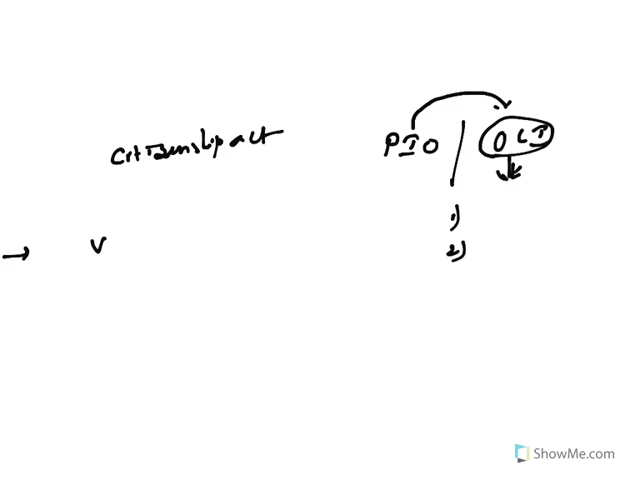 PIO / OCI
Citizenship act
1)
→ V
2)
ShowMe.com